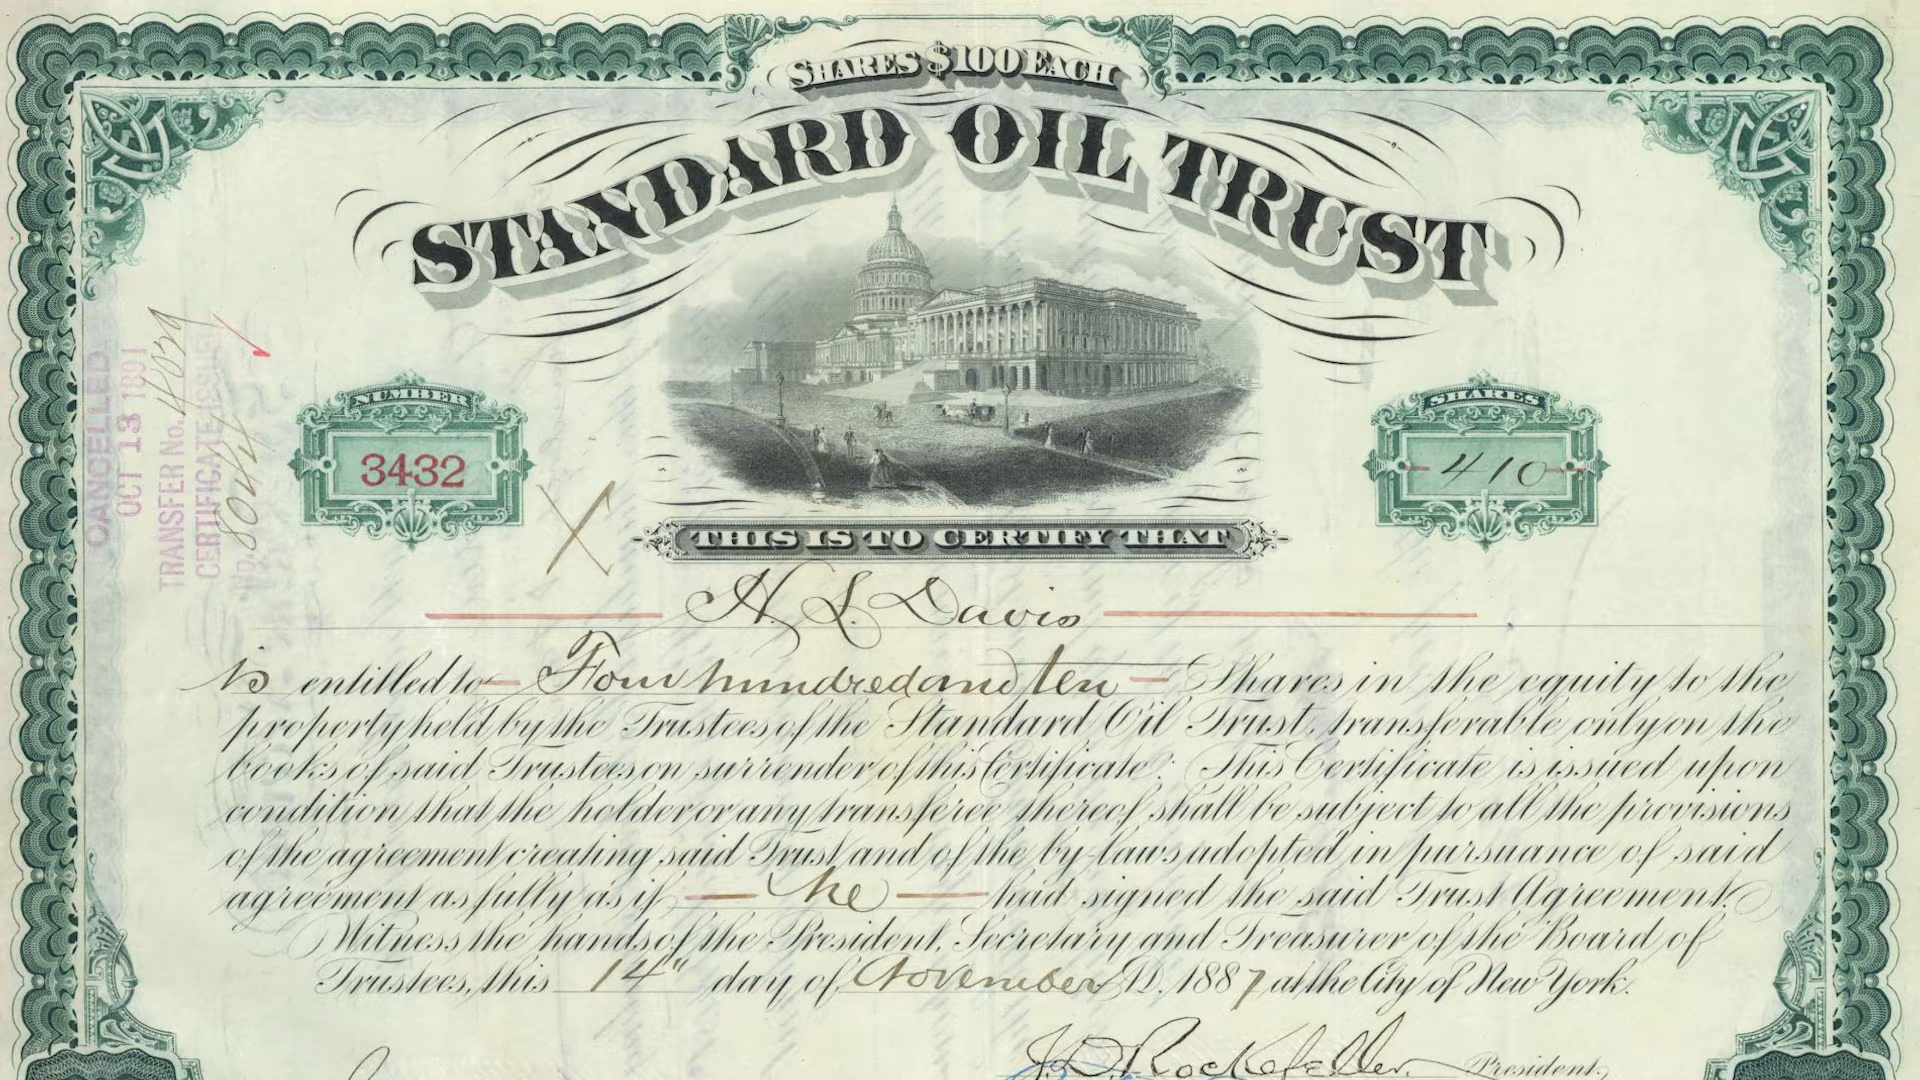 SHARES $100 EACH
STANDARD OIL TRUST
CANCELLED
OCT 13 1891
TRANSFER No. 4039
CERTIFICATE ISSUED
No. 8044
NUMBER
3432
SHARES
410
THIS IS TO CERTIFY THAT
H. L. Davis
is entitled to Four hundred and ten Shares in the equity to the
property held by the Trustees of the Standard Oil Trust, transferable only on the
books of said Trustees on surrender of this Certificate. This Certificate is issued upon
condition that the holder or any transferee thereof shall be subject to all the provisions
of the agreement creating said Trust and of the by-laws adopted in pursuance of said
agreement as fully as if he had signed the said Trust Agreement.
Witness the hands of the President, Secretary and Treasurer of the Board of
Trustees, this 14" day of November A.D. 1887 at the City of New York.
J. D. Rockefeller. President,